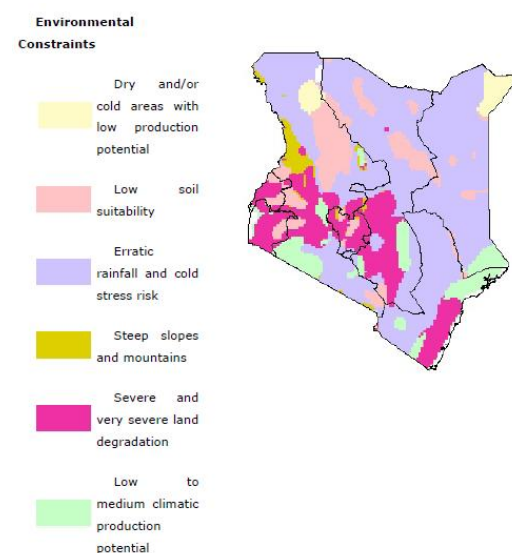 Environmental
Constraints
Dry and/or
cold areas with
low production
potential
Low soil
suitability
Erratic
rainfall and cold
stress risk
Steep slopes
and mountains
Severe and
very severe land
degradation
Low to
medium climatic
production
potential